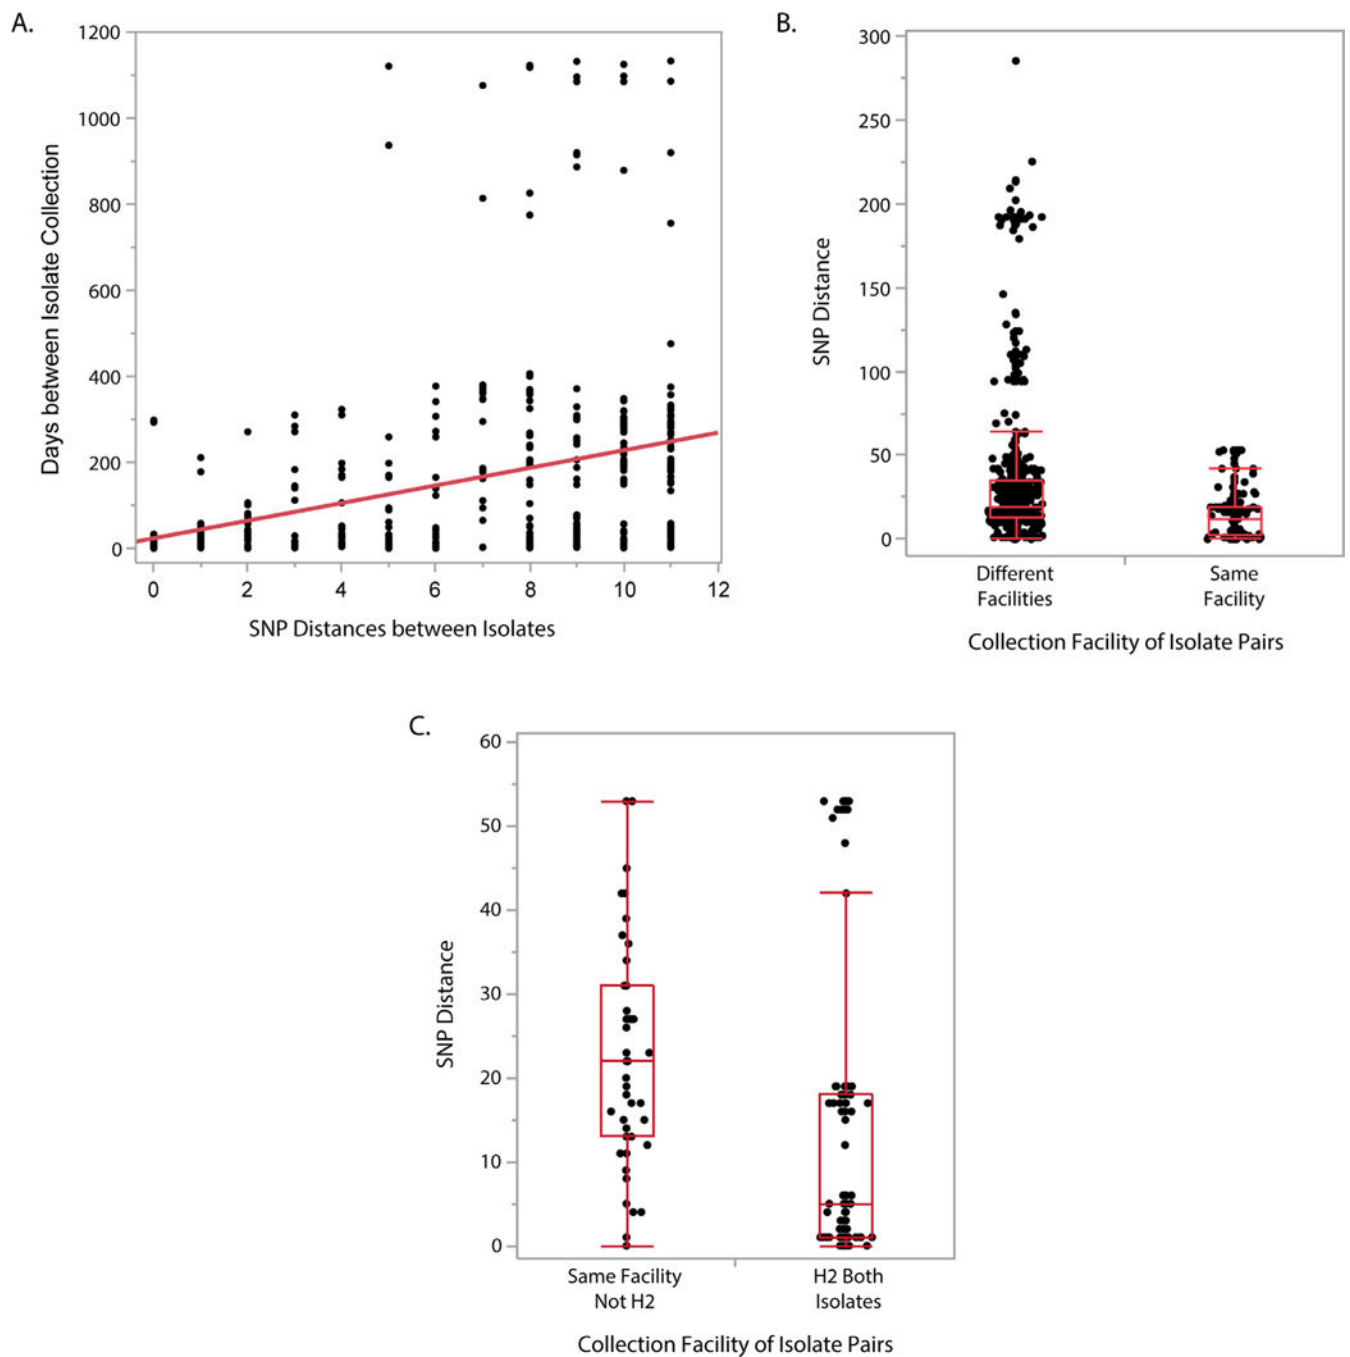 A.
1200
1000
800
600
400
200
0
Days between Isolate Collection
0 2 4 6 8 10 12
SNP Distances between Isolates
B.
300
250
200
150
100
50
0
SNP Distance
Different Same
Facilities Facility
Collection Facility of Isolate Pairs
C.
60
50
40
30
20
10
0
SNP Distance
Same Facility H2 Both
Not H2 Isolates
Collection Facility of Isolate Pairs